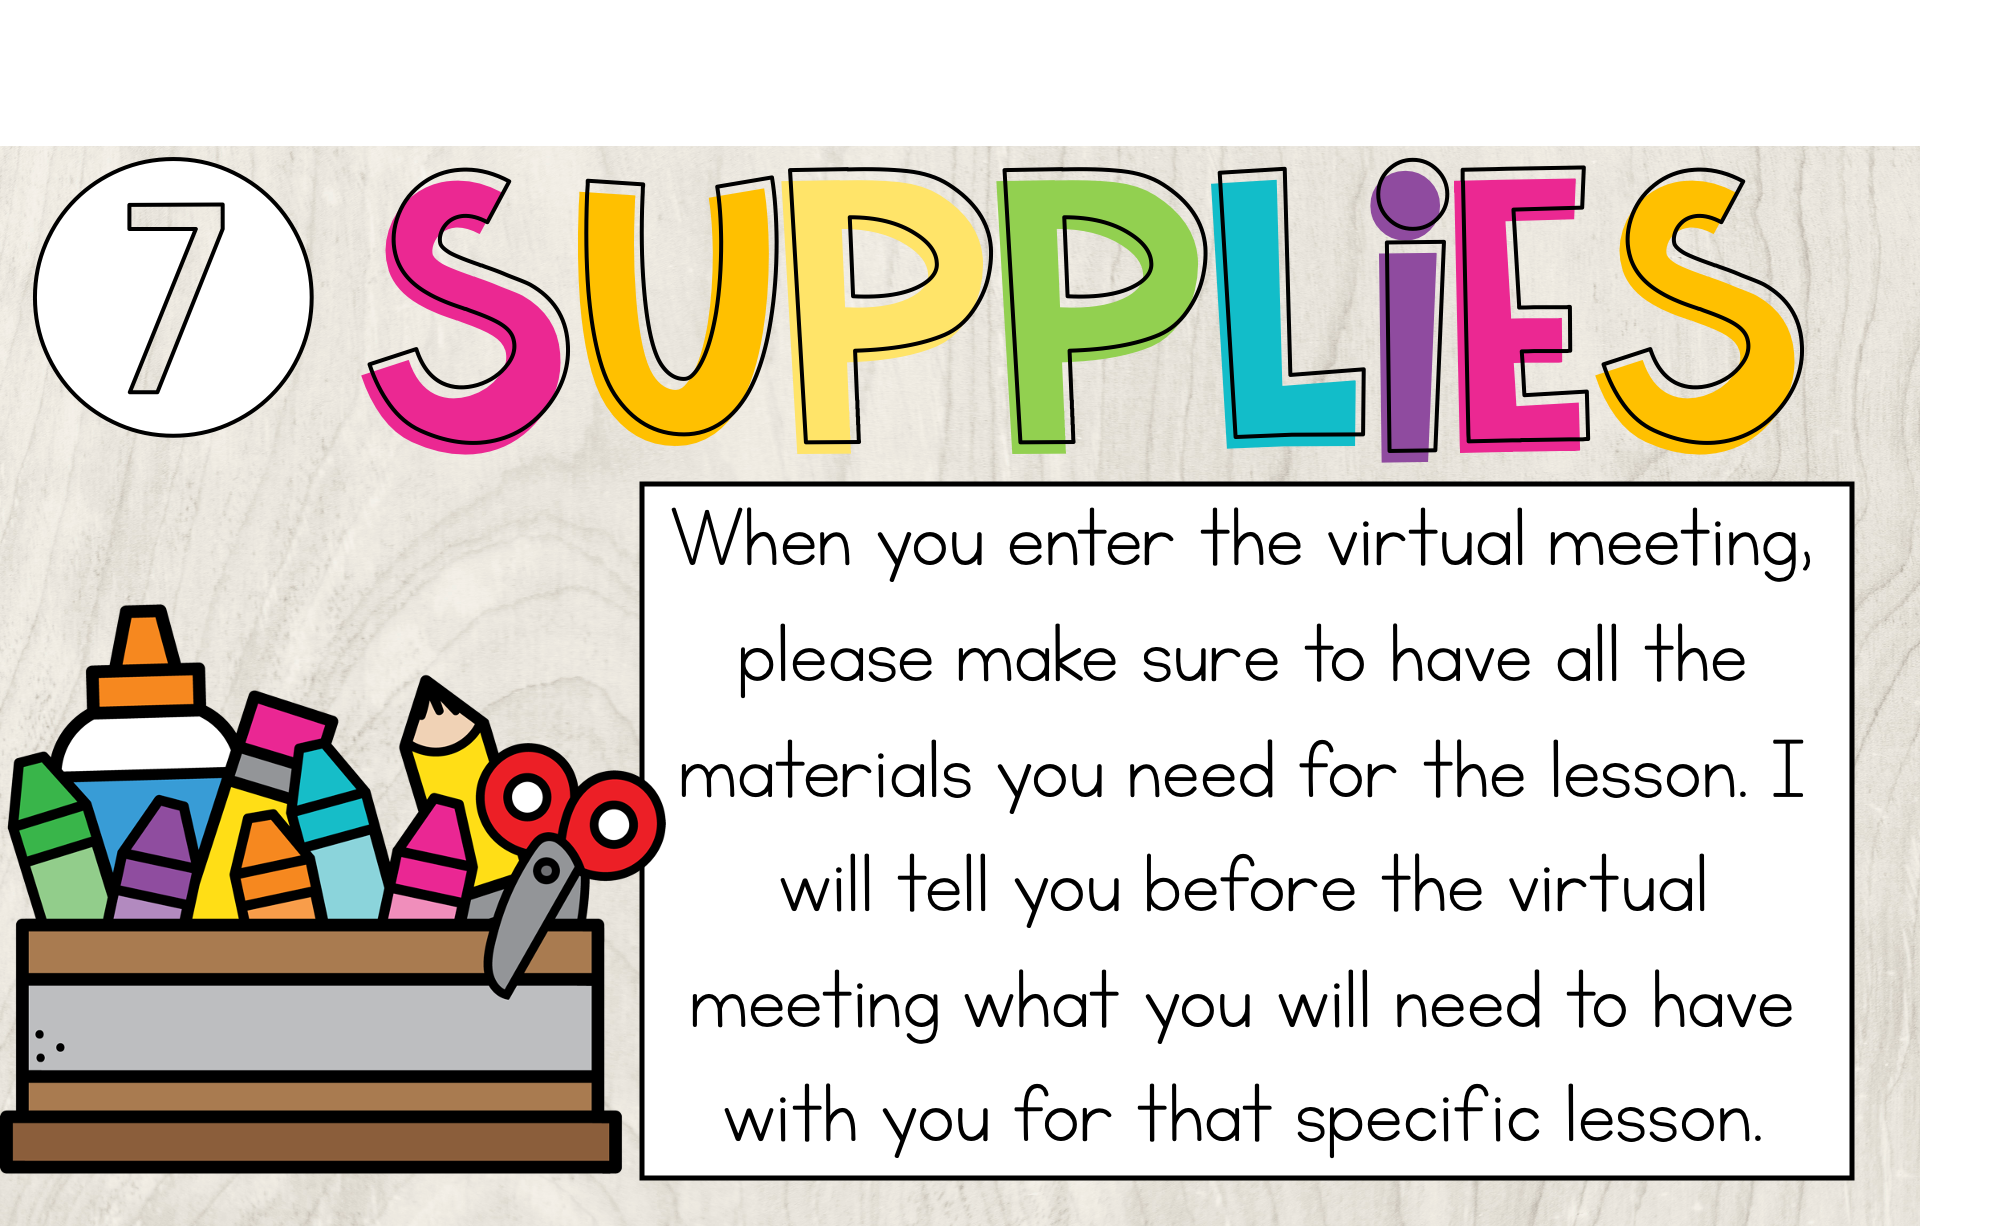 7
SUPPLiES
When you enter the virtual meeting,
please make sure to have all the
materials you need for the lesson. I
will tell you before the virtual
meeting what you will need to have
with you for that specific lesson.